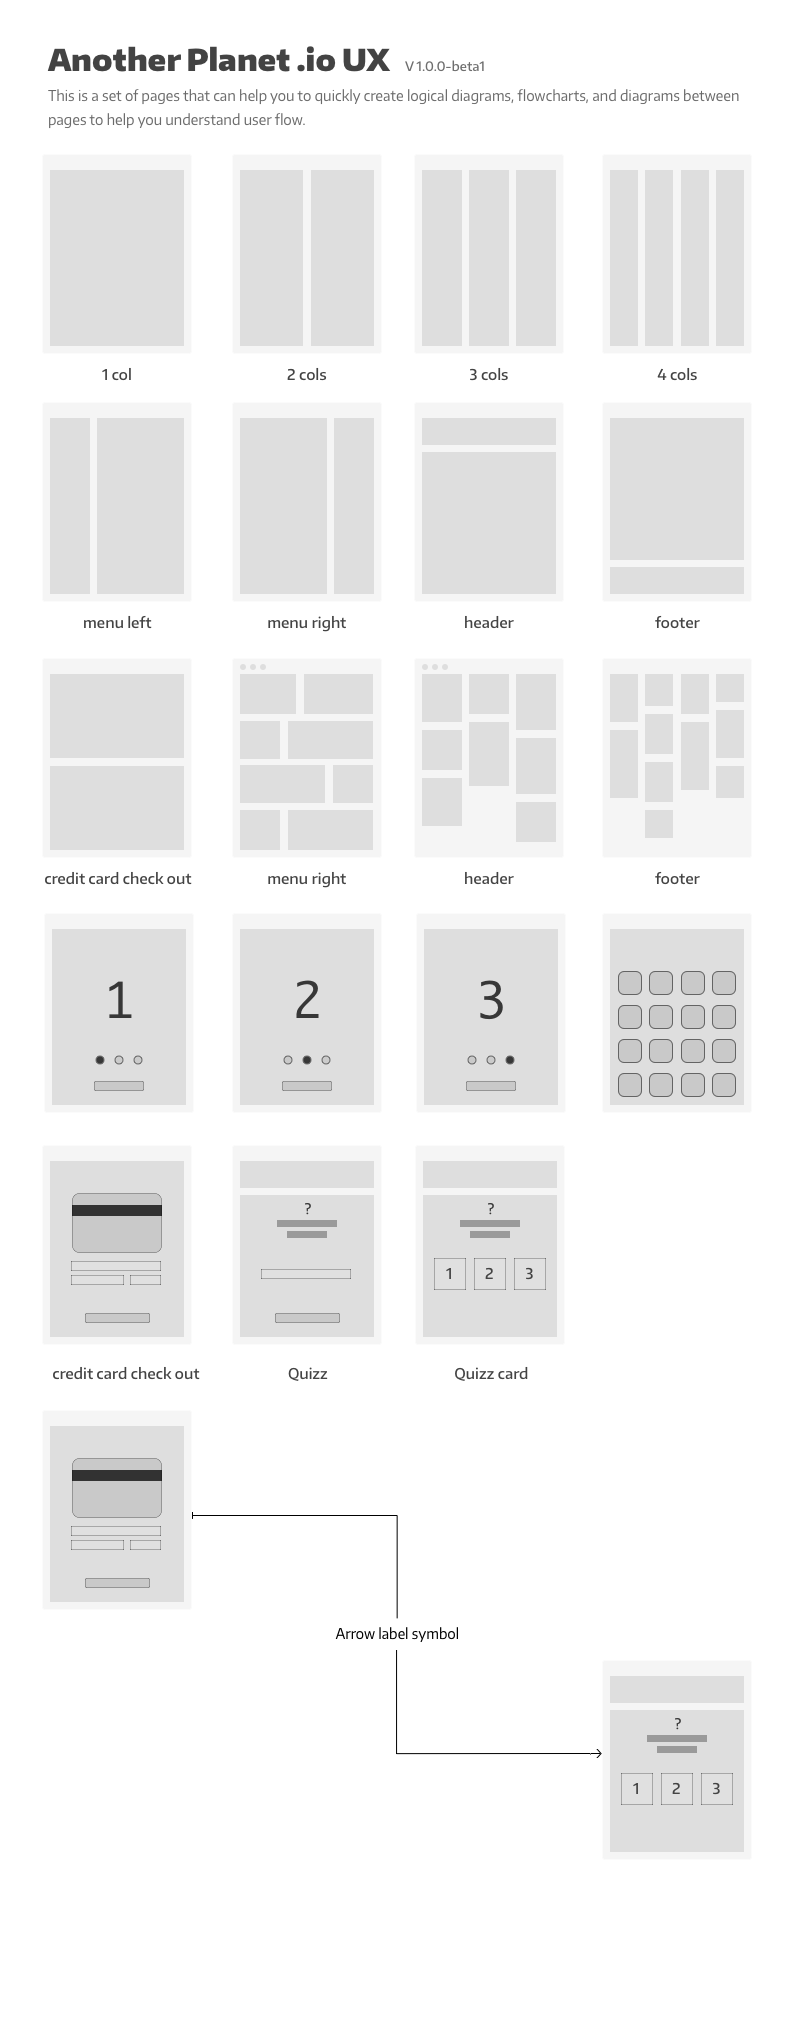 Another Planet .io UX V 1.0.0-beta1
This is a set of pages that can help you to quickly create logical diagrams, flowcharts, and diagrams between
pages to help you understand user flow.
1 col 2 cols 3 cols 4 cols
menu left menu right header footer
credit card check out menu right header footer
1 2 3
? ?
1 2 3
credit card check out Quizz Quizz card
Arrow label symbol
?
1 2 3